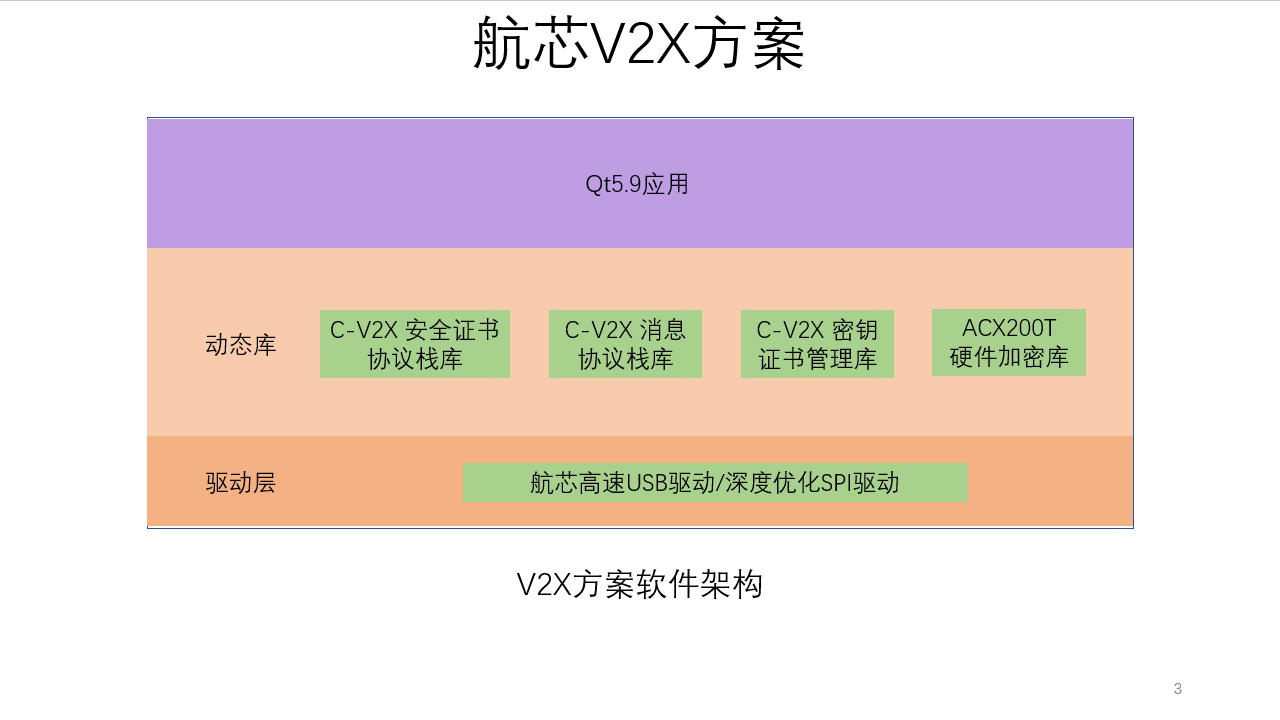 航芯V2X方案
Qt5.9应用
动态库
C-V2X 安全证书
协议栈库
C-V2X 消息
协议栈库
C-V2X 密钥
证书管理库
ACX200T
硬件加密库
驱动层
航芯高速USB驱动/深度优化SPI驱动
V2X方案软件架构
3